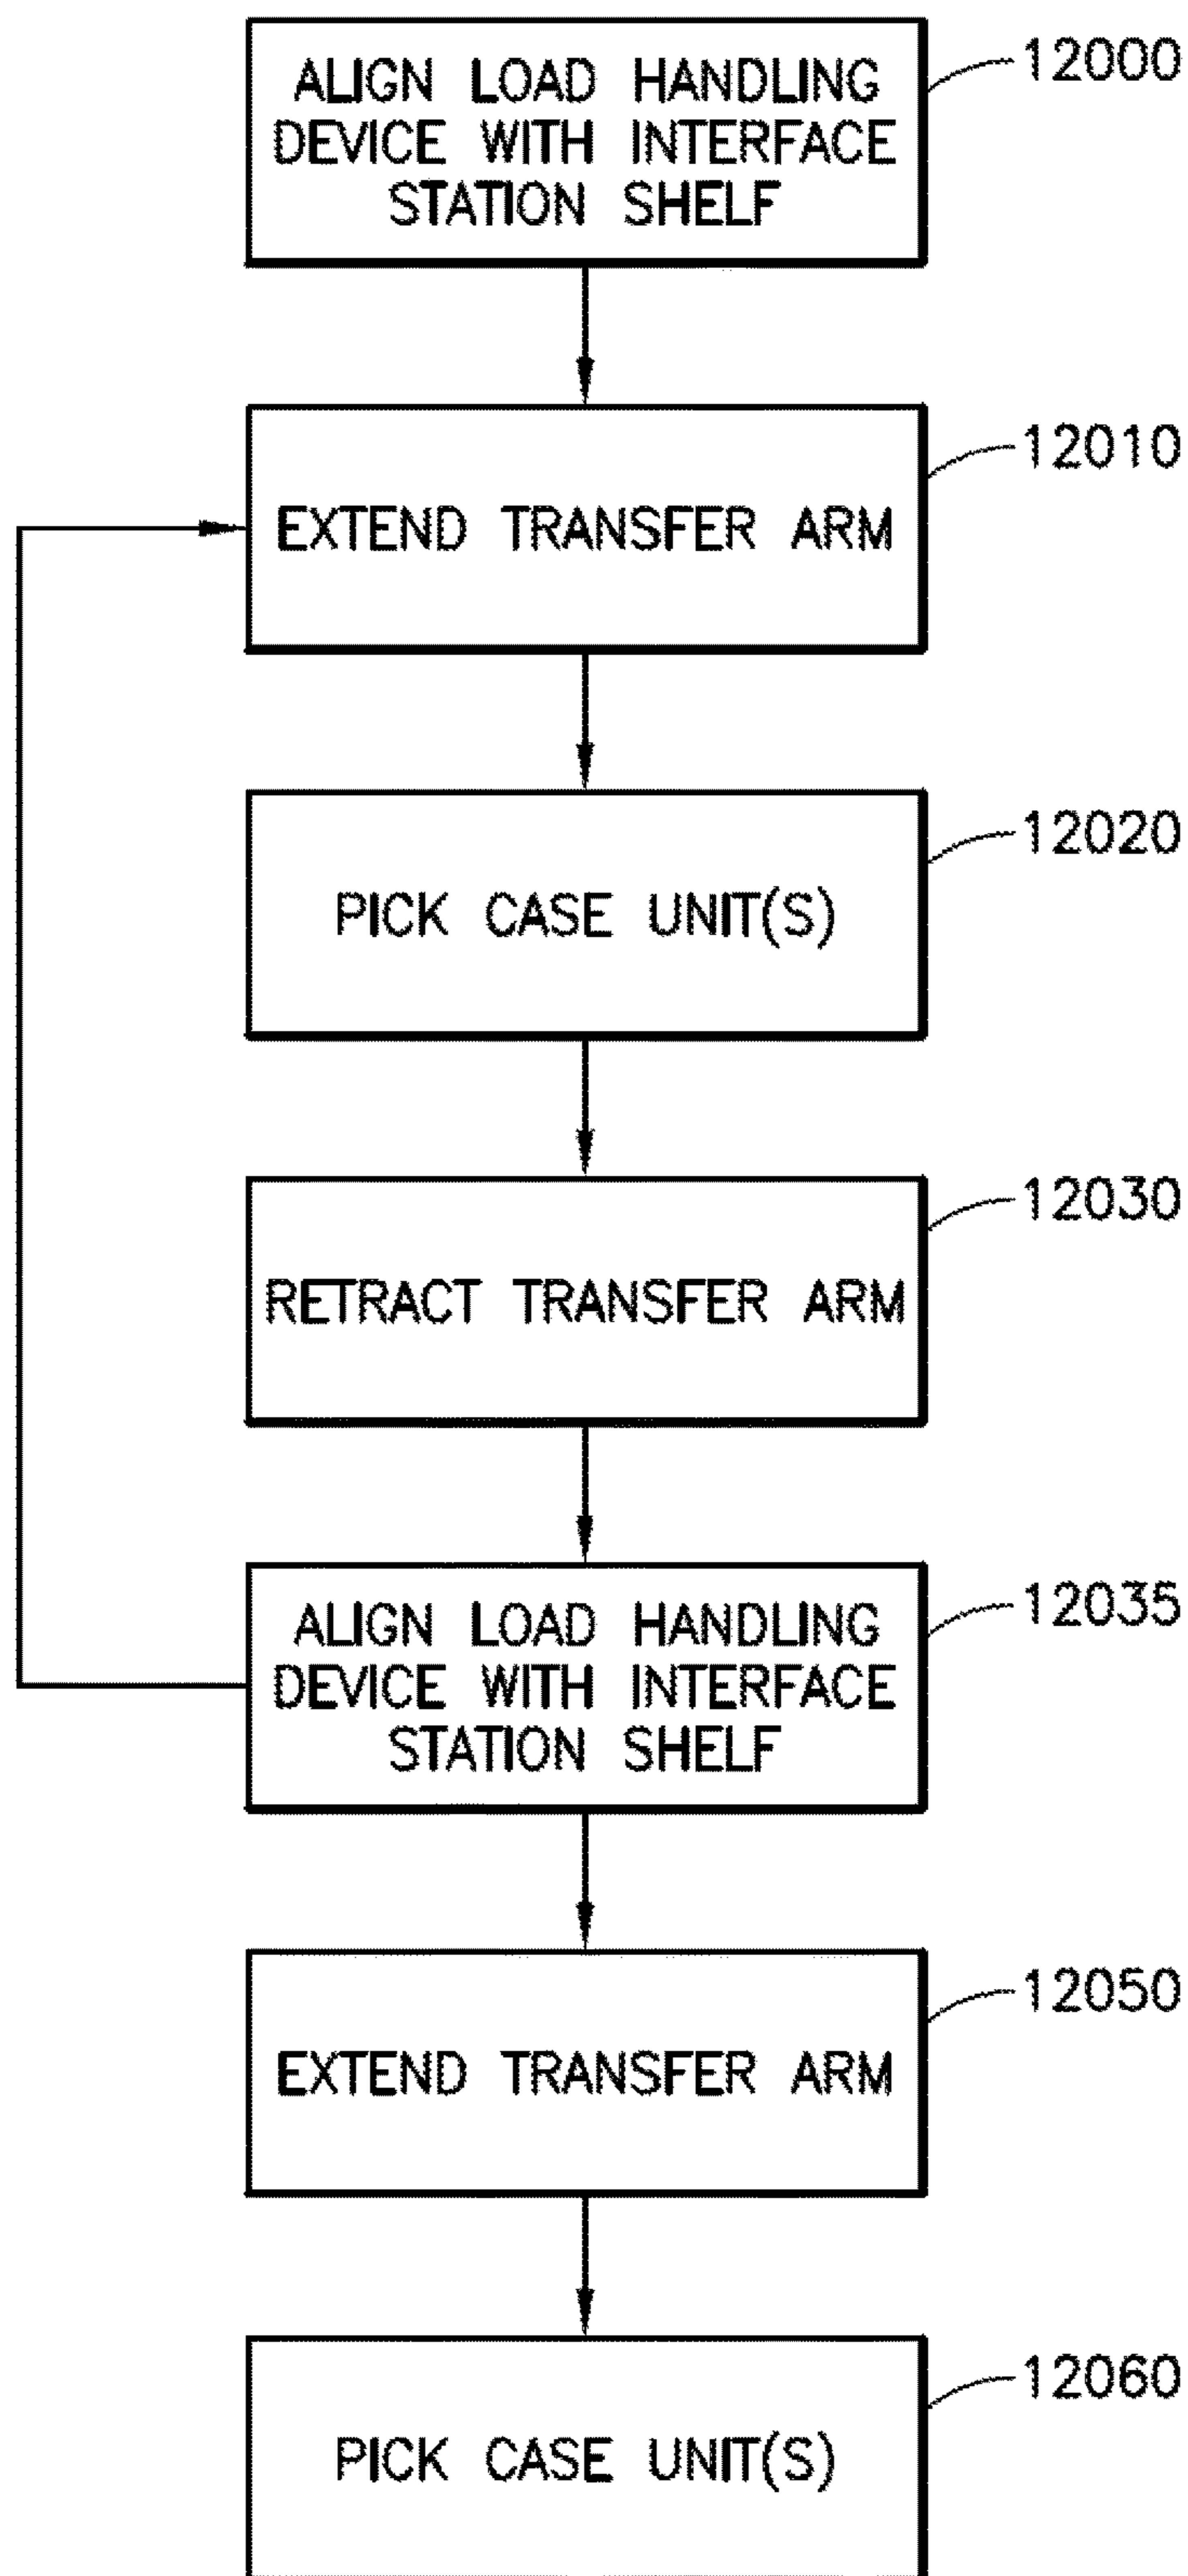 ALIGN LOAD HANDLING
DEVICE WITH INTERFACE
STATION SHELF
12000
EXTEND TRANSFER ARM
12010
PICK CASE UNIT(S)
12020
RETRACT TRANSFER ARM
12030
ALIGN LOAD HANDLING
DEVICE WITH INTERFACE
STATION SHELF
12035
EXTEND TRANSFER ARM
12050
PICK CASE UNIT(S)
12060